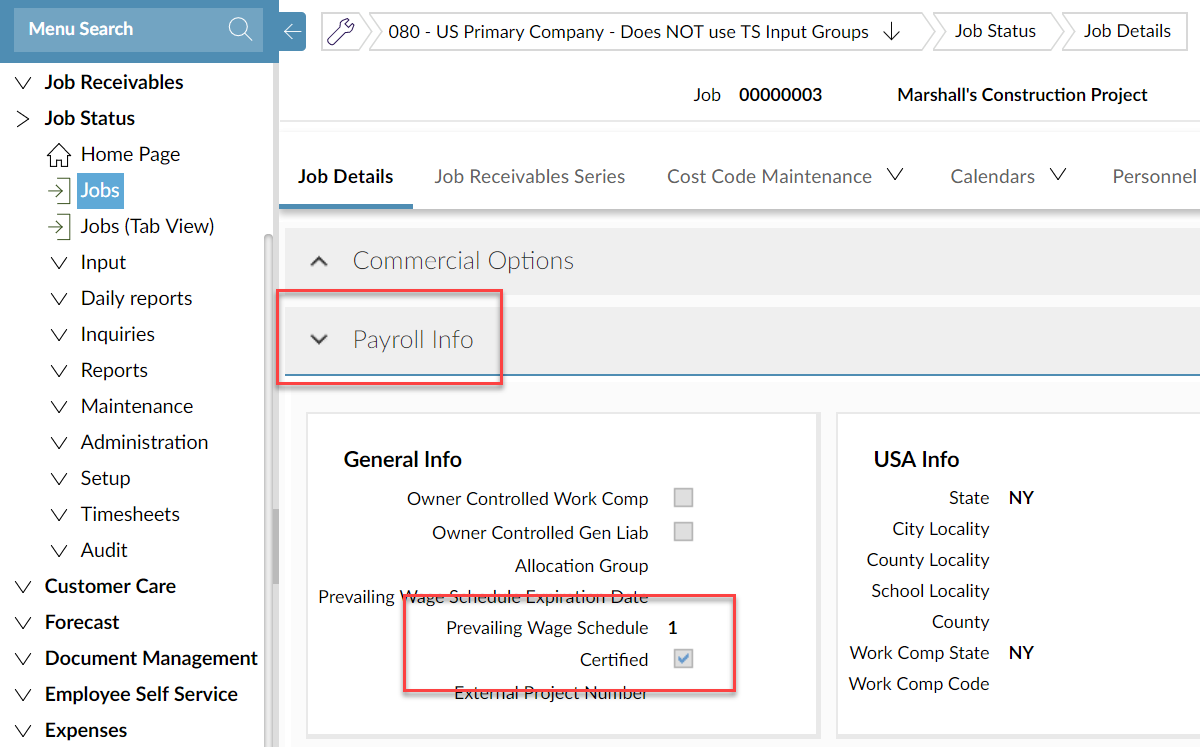 Menu Search
080 - US Primary Company - Does NOT use TS Input Groups
Job Status
Job Details
Job 00000003 Marshall's Construction Project
Job Receivables
Job Status
Home Page
Jobs
Jobs (Tab View)
Input
Daily reports
Inquiries
Reports
Maintenance
Administration
Setup
Timesheets
Audit
Customer Care
Forecast
Document Management
Employee Self Service
Expenses
Job Details
Job Receivables Series
Cost Code Maintenance
Calendars
Personnel
Commercial Options
Payroll Info
General Info
Owner Controlled Work Comp
Owner Controlled Gen Liab
Allocation Group
Prevailing Wage Schedule Expiration Date
Prevailing Wage Schedule 1
Certified
External Project Number
USA Info
State NY
City Locality
County Locality
School Locality
County
Work Comp State NY
Work Comp Code